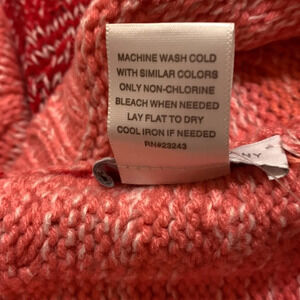 MACHINE WASH COLD
WITH SIMILAR COLORS
ONLY NON-CHLORINE
BLEACH WHEN NEEDED
LAY FLAT TO DRY
COOL IRON IF NEEDED
RN#23243
NY